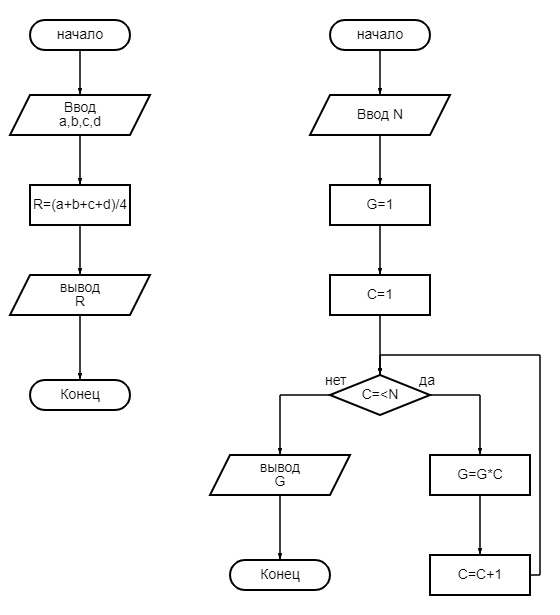 начало
Ввод
a,b,c,d
R=(a+b+c+d)/4
вывод
R
Конец
начало
Ввод N
G=1
C=1
нет
да
C=<N
вывод
G
Конец
G=G*C
C=C+1